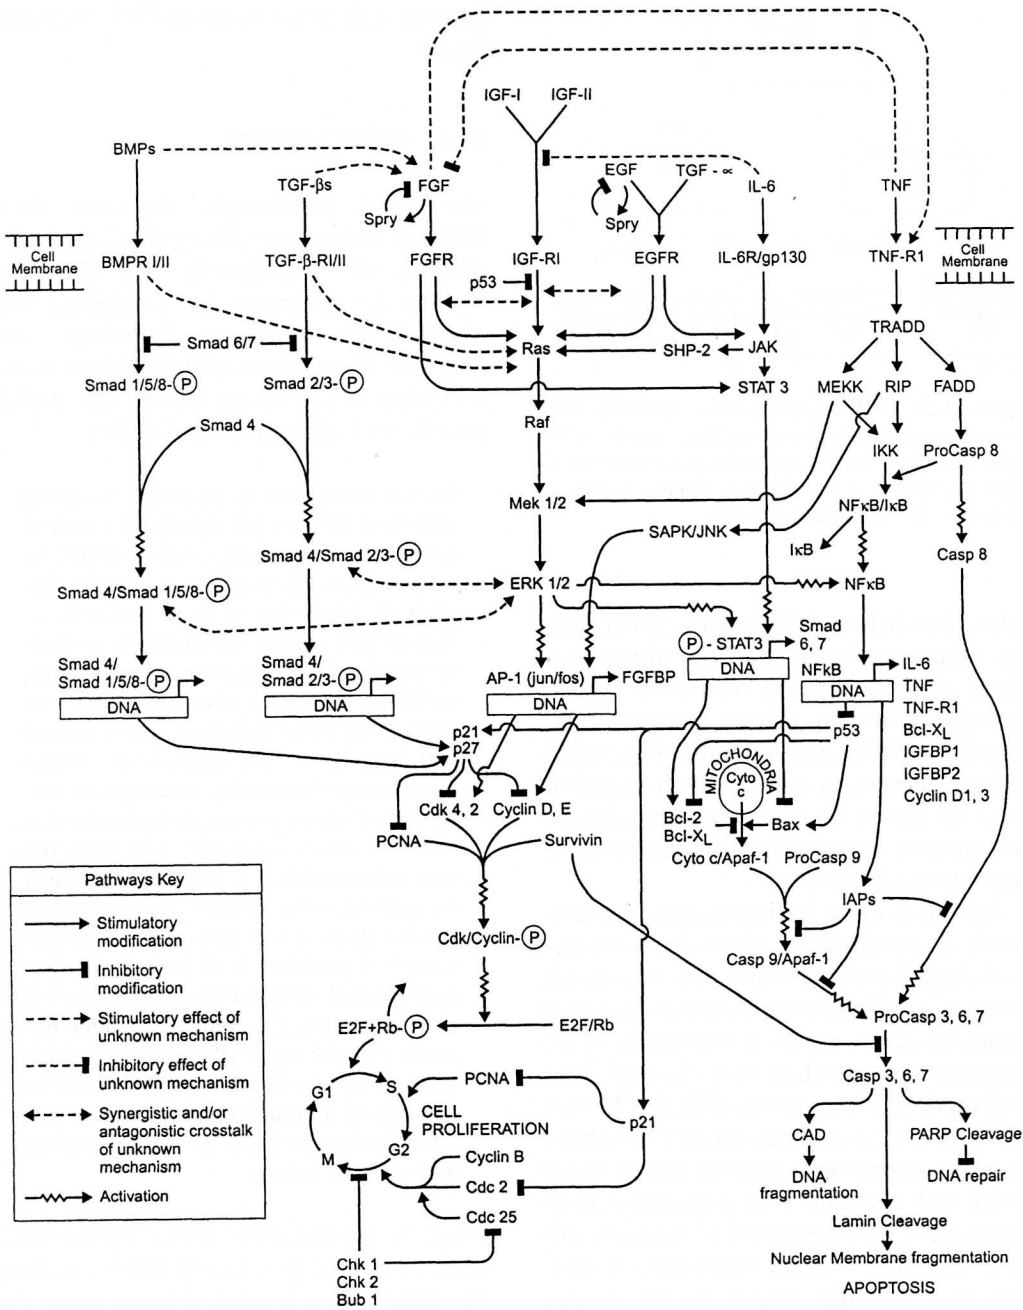 IGF-I IGF-II
BMPs
TGF-βs
FGF
Spry
EGF
TGF - ∝
Spry
IL-6
TNF
Cell
Membrane
BMPR I/II
TGF-β-RI/II
FGFR
IGF-RI
EGFR
IL-6R/gp130
TNF-R1
Cell
Membrane
p53
Smad 6/7
Ras
SHP-2
JAK
TRADD
Smad 1/5/8-P
Smad 2/3-P
STAT 3
MEKK
RIP
FADD
Smad 4
Raf
IKK
ProCasp 8
Mek 1/2
SAPK/JNK
NFκB/IκB
IκB
Casp 8
Smad 4/Smad 2/3-P
Smad 4/Smad 1/5/8-P
ERK 1/2
NFκB
Smad 4/
Smad 1/5/8-P
DNA
Smad 4/
Smad 2/3-P
DNA
AP-1 (jun/fos)
FGFBP
DNA
P - STAT3
Smad
6, 7
DNA
NFkB
DNA
IL-6
TNF
TNF-R1
Bcl-XL
IGFBP1
IGFBP2
Cyclin D1, 3
p21
p27
p53
MITOCHONDRIA
Cyto
c
Cdk 4, 2
Cyclin D, E
PCNA
Survivin
Bcl-2
Bcl-XL
Bax
Cyto c/Apaf-1
ProCasp 9
IAPs
Cdk/Cyclin-P
Casp 9/Apaf-1
E2F+Rb-P
E2F/Rb
ProCasp 3, 6, 7
Casp 3, 6, 7
G1
S
G2
M
PCNA
CELL
PROLIFERATION
p21
Cyclin B
Cdc 2
Cdc 25
Chk 1
Chk 2
Bub 1
CAD
DNA
fragmentation
PARP Cleavage
DNA repair
Lamin Cleavage
Nuclear Membrane fragmentation
APOPTOSIS
Pathways Key
Stimulatory
modification
Inhibitory
modification
Stimulatory effect of
unknown mechanism
Inhibitory effect of
unknown mechanism
Synergistic and/or
antagonistic crosstalk
of unknown
mechanism
Activation